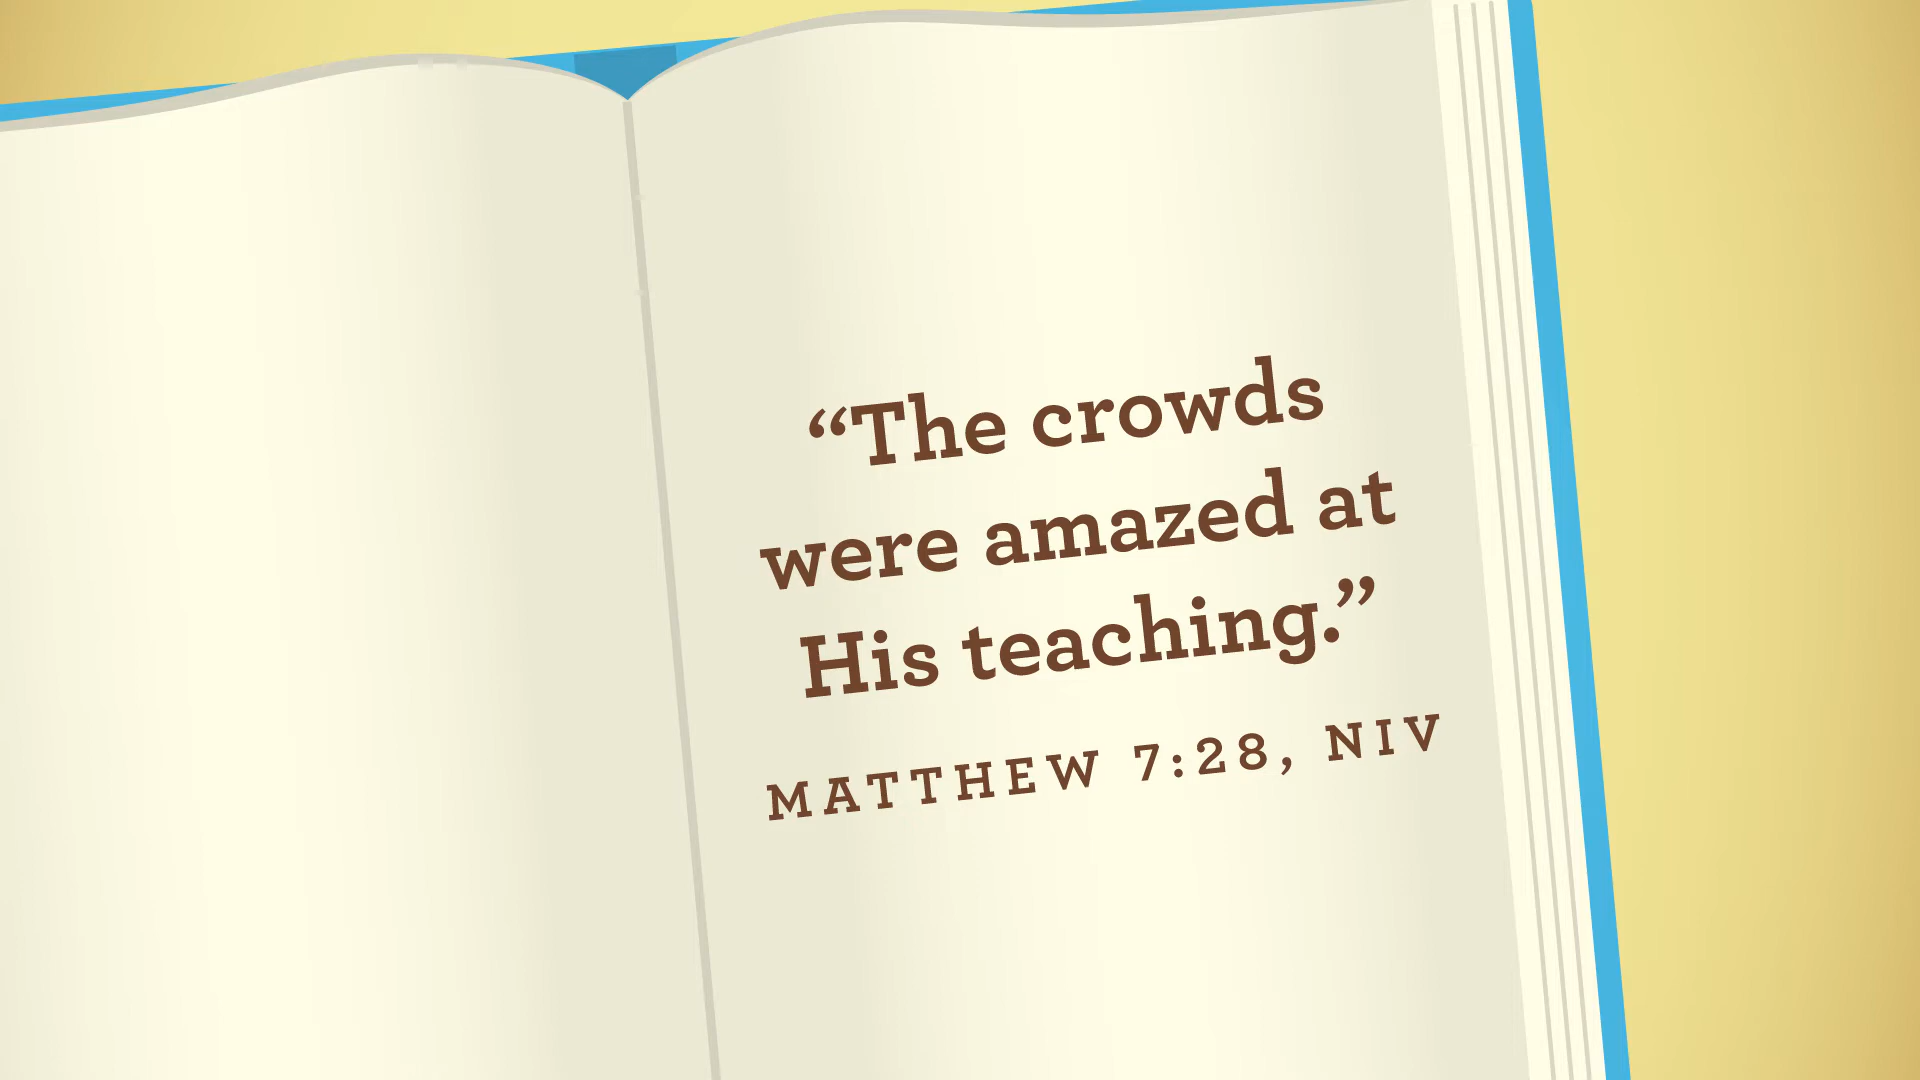 “The crowds
were amazed at
His teaching.”
MATTHEW 7:28, NIV